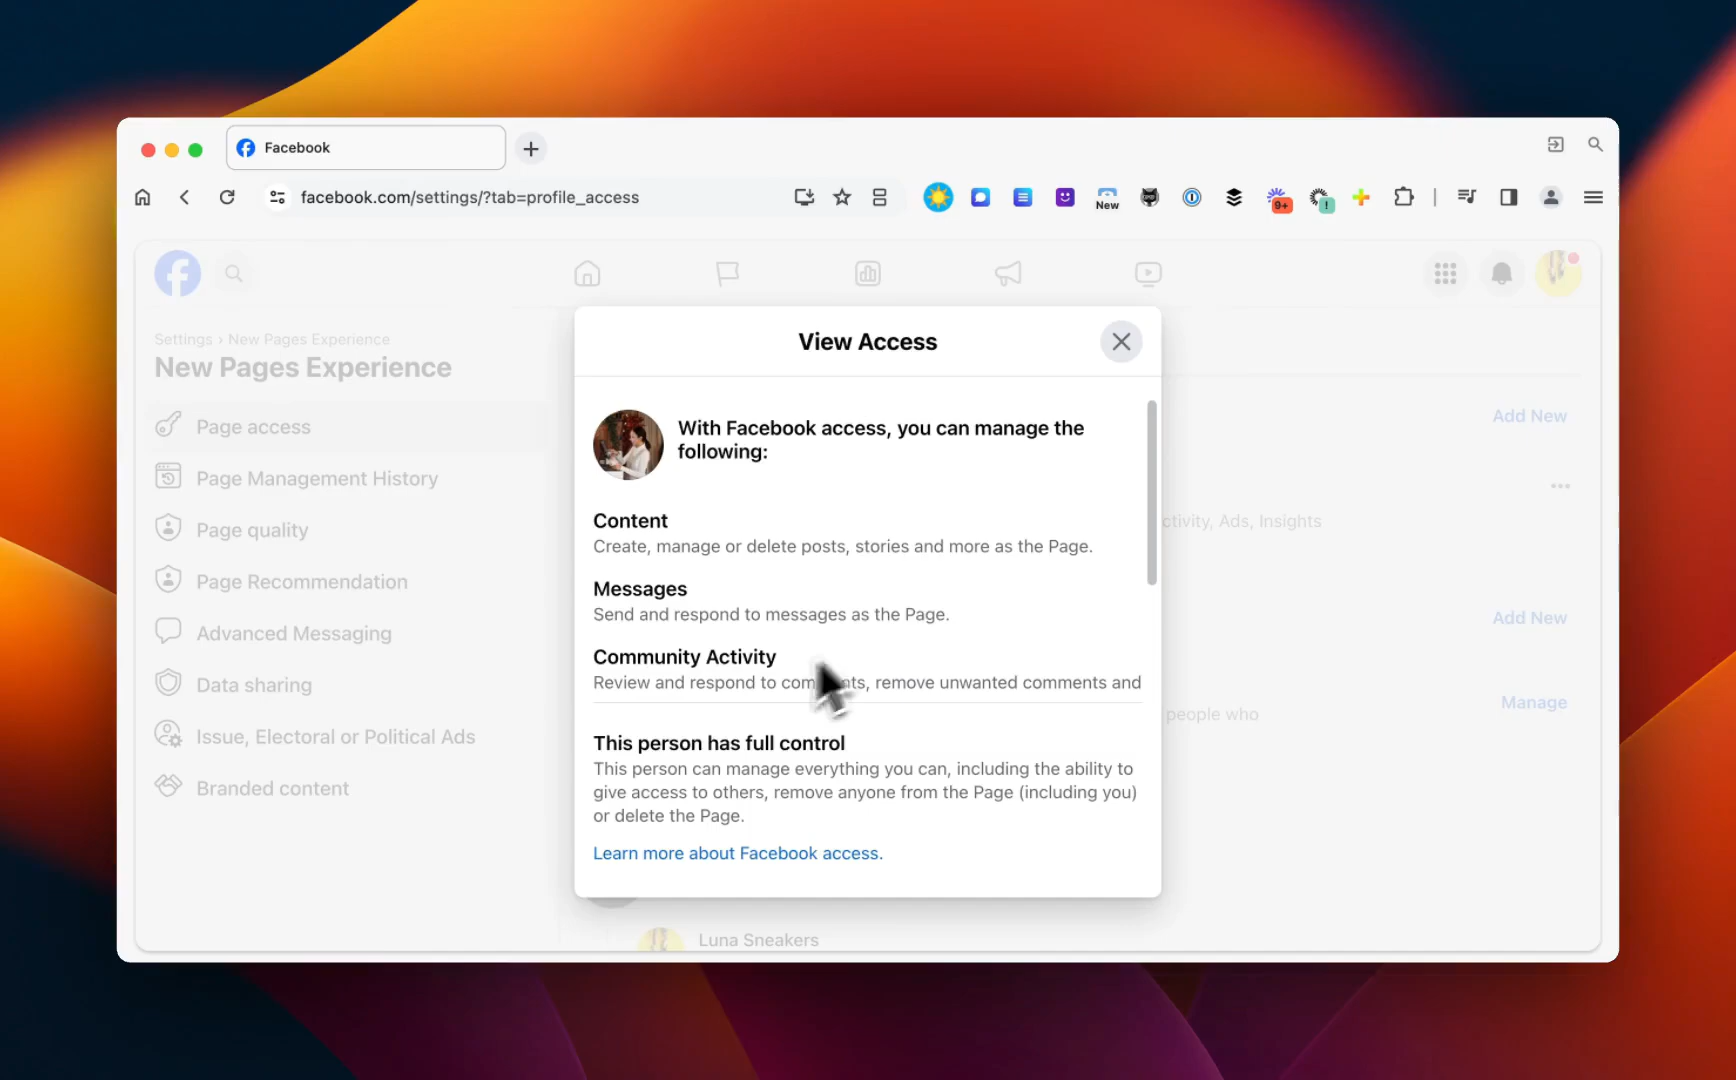 Facebook
facebook.com/settings/?tab=profile_access
New
9+
Settings › New Pages Experience
New Pages Experience
Page access
Page Management History
Page quality
Page Recommendation
Advanced Messaging
Data sharing
Issue, Electoral or Political Ads
Branded content
View Access
With Facebook access, you can manage the
following:
Content
Create, manage or delete posts, stories and more as the Page.
Messages
Send and respond to messages as the Page.
Community Activity
Review and respond to , remove unwanted comments and
This person has full control
This person can manage everything you can, including the ability to
give access to others, remove anyone from the Page (including you)
or delete the Page.
Learn more about Facebook access.
Add New
ctivity, Ads, Insights
Add New
people who
Manage
Luna Sneakers